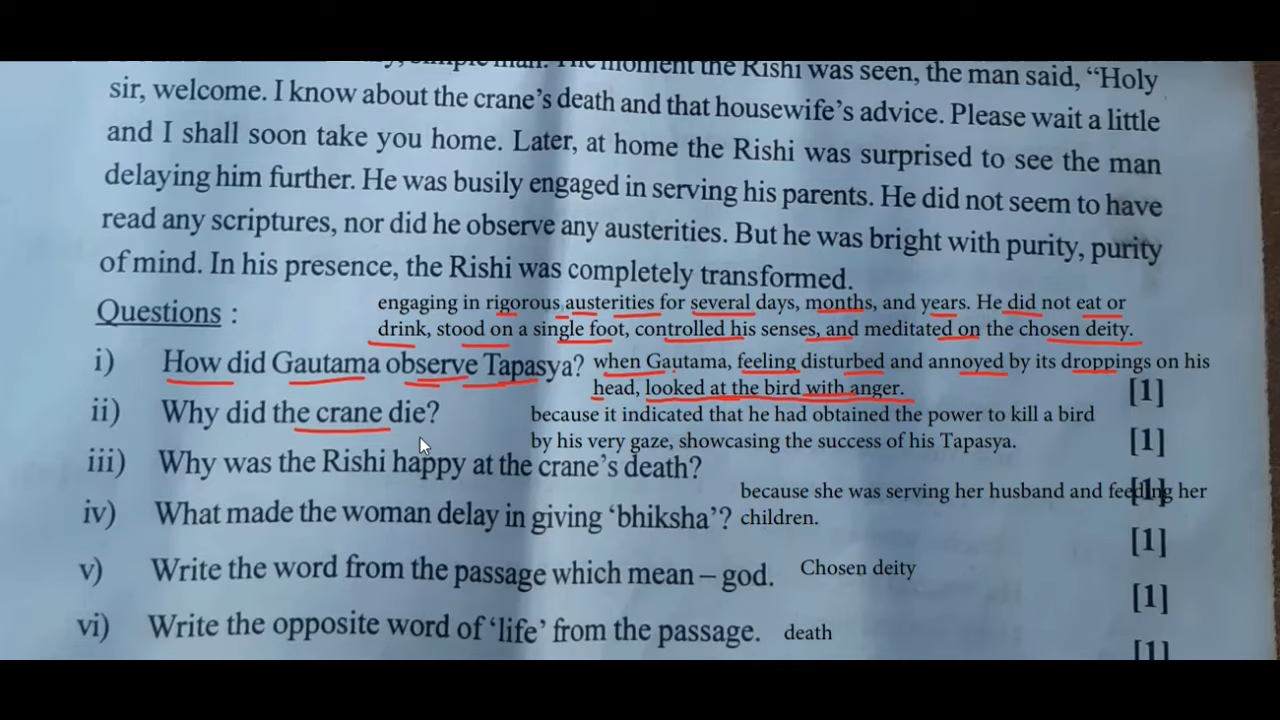 simple man. The moment the Rishi was seen, the man said, “Holy
sir, welcome. I know about the crane’s death and that housewife’s advice. Please wait a little
and I shall soon take you home. Later, at home the Rishi was surprised to see the man
delaying him further. He was busily engaged in serving his parents. He did not seem to have
read any scriptures, nor did he observe any austerities. But he was bright with purity, purity
of mind. In his presence, the Rishi was completely transformed.
Questions :
engaging in rigorous austerities for several days, months, and years. He did not eat or
drink, stood on a single foot, controlled his senses, and meditated on the chosen deity.
i) How did Gautama observe Tapasya?
when Gautama, feeling disturbed and annoyed by its droppings on his
head, looked at the bird with anger.
[1]
ii) Why did the crane die?
because it indicated that he had obtained the power to kill a bird
by his very gaze, showcasing the success of his Tapasya.
[1]
iii) Why was the Rishi happy at the crane’s death?
[1]
because she was serving her husband and feeding her
children.
iv) What made the woman delay in giving ‘bhiksha’?
[1]
v) Write the word from the passage which mean – god.
Chosen deity
[1]
vi) Write the opposite word of ‘life’ from the passage.
death
[1]